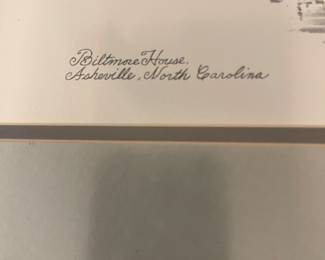 Biltmore House,
Asheville, North Carolina